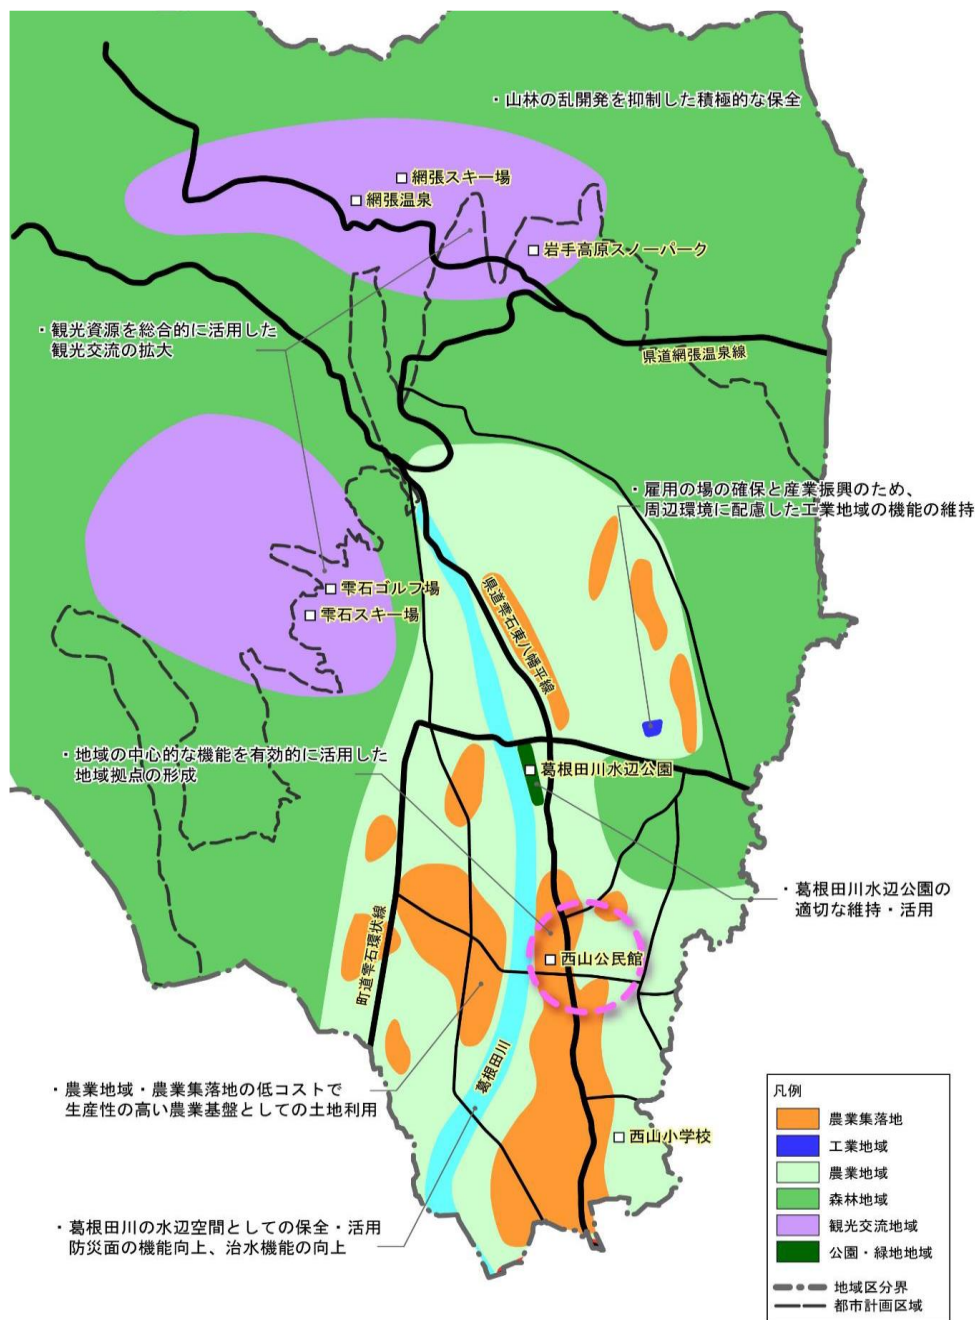 ・山林の乱開発を抑制した積極的な保全
網張スキー場
網張温泉
岩手高原スノーパーク
・観光資源を総合的に活用した
観光交流の拡大
県道網張温泉線
・雇用の場の確保と産業振興のため、
周辺環境に配慮した工業地域の機能の維持
雫石ゴルフ場
雫石スキー場
県道雫石東八幡平線
・地域の中心的な機能を有効的に活用した
地域拠点の形成
葛根田川水辺公園
・葛根田川水辺公園の
適切な維持・活用
町道雫石環状線
西山公民館
葛根田川
・農業地域・農業集落地の低コストで
生産性の高い農業基盤としての土地利用
西山小学校
・葛根田川の水辺空間としての保全・活用
防災面の機能向上、治水機能の向上
凡例
農業集落地
工業地域
農業地域
森林地域
観光交流地域
公園・緑地地域
地域区分界
都市計画区域